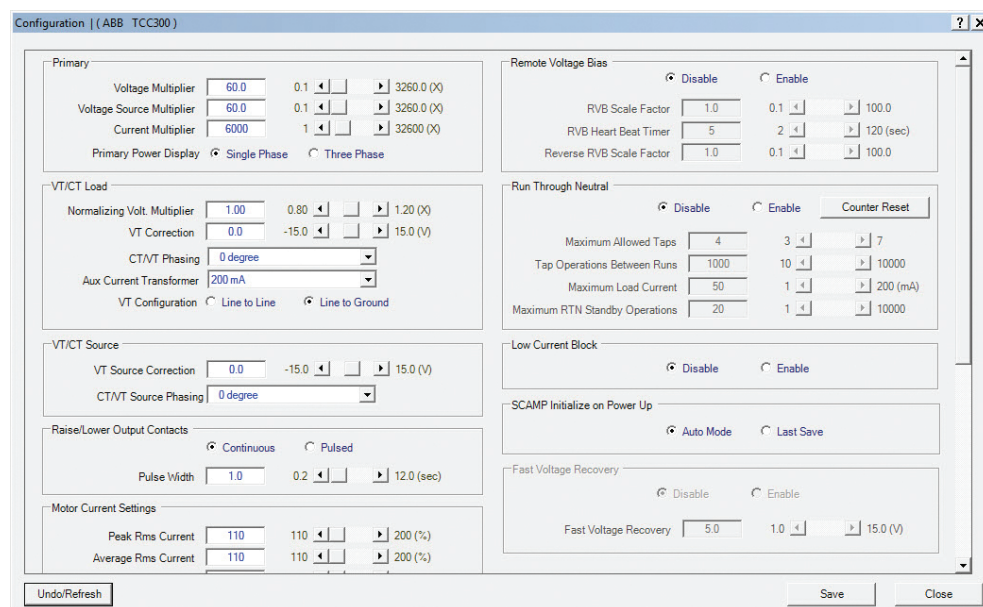 Configuration | ( ABB TCC300 )
? X
Primary
Voltage Multiplier 60.0 0.1 3260.0 (X)
Voltage Source Multiplier 60.0 0.1 3260.0 (X)
Current Multiplier 6000 1 32600 (X)
Primary Power Display Single Phase Three Phase
VT/CT Load
Normalizing Volt. Multiplier 1.00 0.80 1.20 (X)
VT Correction 0.0 -15.0 15.0 (V)
CT/VT Phasing 0 degree
Aux Current Transformer 200 mA
VT Configuration Line to Line Line to Ground
VT/CT Source
VT Source Correction 0.0 -15.0 15.0 (V)
CT/VT Source Phasing 0 degree
Raise/Lower Output Contacts
Continuous Pulsed
Pulse Width 1.0 0.2 12.0 (sec)
Motor Current Settings
Peak Rms Current 110 110 200 (%)
Average Rms Current 110 110 200 (%)
Remote Voltage Bias
Disable Enable
RVB Scale Factor 1.0 0.1 100.0
RVB Heart Beat Timer 5 2 120 (sec)
Reverse RVB Scale Factor 1.0 0.1 100.0
Run Through Neutral
Disable Enable Counter Reset
Maximum Allowed Taps 4 3 7
Tap Operations Between Runs 1000 10 10000
Maximum Load Current 50 1 200 (mA)
Maximum RTN Standby Operations 20 1 10000
Low Current Block
Disable Enable
SCAMP Initialize on Power Up
Auto Mode Last Save
Fast Voltage Recovery
Disable Enable
Fast Voltage Recovery 5.0 1.0 15.0 (V)
Undo/Refresh Save Close